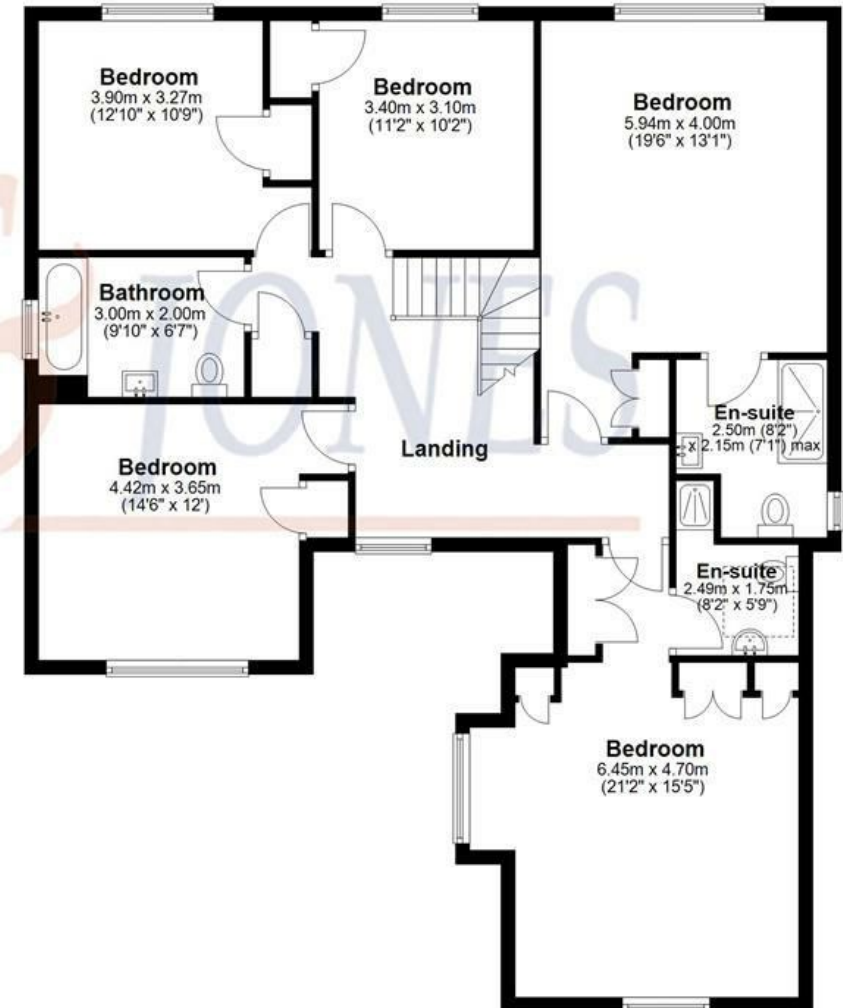 Bedroom
3.90m x 3.27m
(12'10" x 10'9")
Bedroom
3.40m x 3.10m
(11'2" x 10'2")
Bedroom
5.94m x 4.00m
(19'6" x 13'1")
Bathroom
3.00m x 2.00m
(9'10" x 6'7")
JONES
Landing
En-suite
2.50m (8'2")
x 2.15m (7'1") max
Bedroom
4.42m x 3.65m
(14'6" x 12')
En-suite
2.49m x 1.75m
(8'2" x 5'9")
Bedroom
6.45m x 4.70m
(21'2" x 15'5")